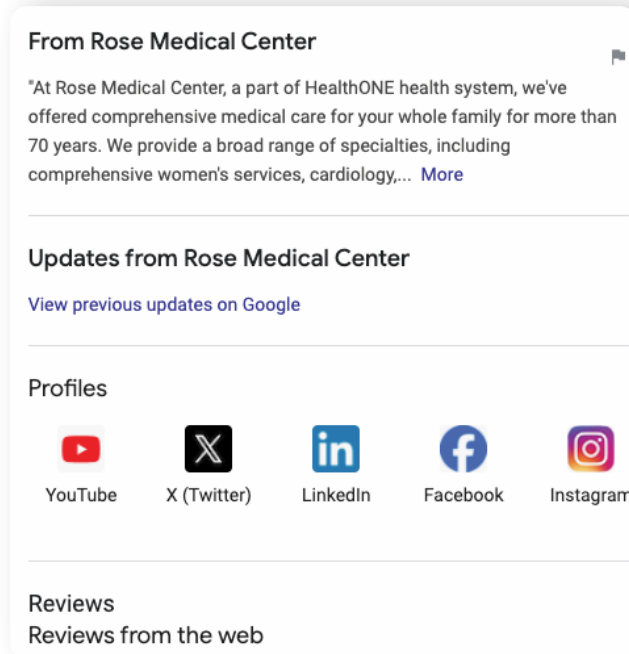 From Rose Medical Center
"At Rose Medical Center, a part of HealthONE health system, we've
offered comprehensive medical care for your whole family for more than
70 years. We provide a broad range of specialties, including
comprehensive women's services, cardiology,... More
Updates from Rose Medical Center
View previous updates on Google
Profiles
YouTube X (Twitter) LinkedIn Facebook Instagram
Reviews
Reviews from the web